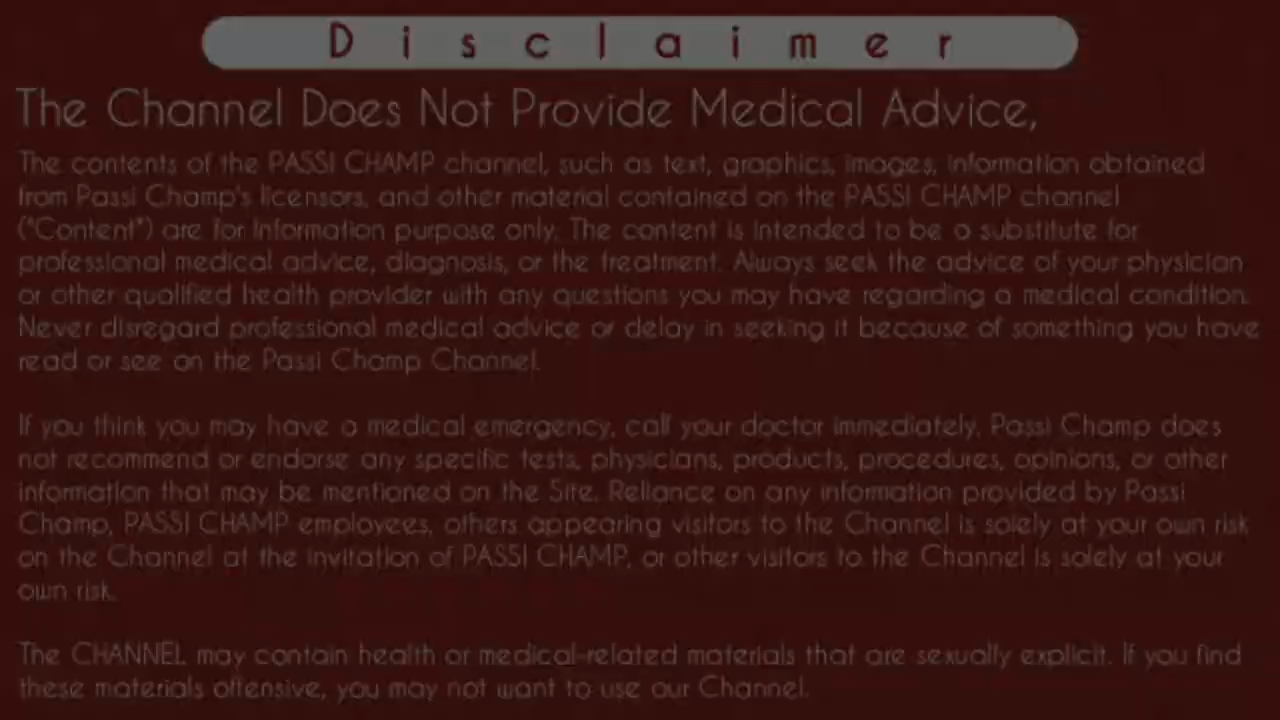 Disclaimer
The Channel Does Not Provide Medical Advice,
The contents of the PASSI CHAMP channel, such as text, graphics, images, information obtained
from Passi Champ's licensors, and other material contained on the PASSI CHAMP channel
("Content") are for Information purpose only. The content is intended to be a substitute for
professional medical advice, diagnosis, or the treatment. Always seek the advice of your physician
or other qualified health provider with any questions you may have regarding a medical condition.
Never disregard professional medical advice or delay in seeking it because of something you have
read or see on the Passi Champ Channel.
If you think you may have a medical emergency, call your doctor immediately. Passi Champ does
not recommend or endorse any specific tests, physicians, products, procedures, opinions, or other
information that may be mentioned on the Site. Reliance on any information provided by Passi
Champ, PASSI CHAMP employees, others appearing visitors to the Channel is solely at your own risk
on the Channel at the invitation of PASSI CHAMP, or other visitors to the Channel is solely at your
own risk.
The CHANNEL may contain health or medical-related materials that are sexually explicit. If you find
these materials offensive, you may not want to use our Channel.